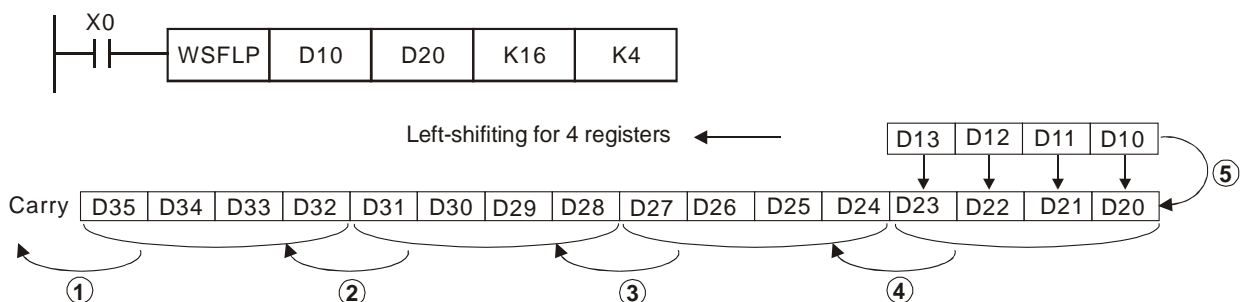 X0
WSFLP D10 D20 K16 K4
Left-shifiting for 4 registers
D13 D12 D11 D10
5
Carry D35 D34 D33 D32 D31 D30 D29 D28 D27 D26 D25 D24 D23 D22 D21 D20
1 2 3 4